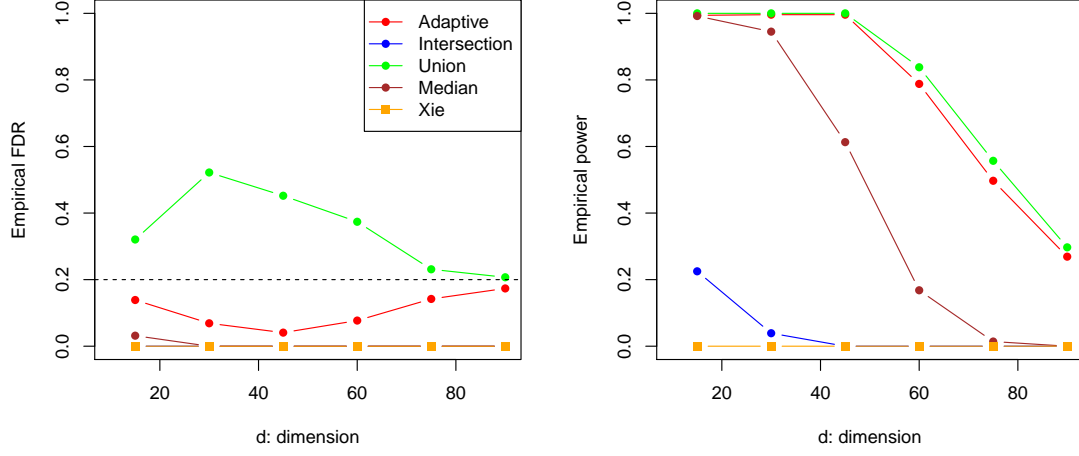 Adaptive
Intersection
Union
Median
Xie
Empirical FDR
0.0
0.2
0.4
0.6
0.8
1.0
20
40
60
80
d: dimension
Empirical power
0.0
0.2
0.4
0.6
0.8
1.0
20
40
60
80
d: dimension